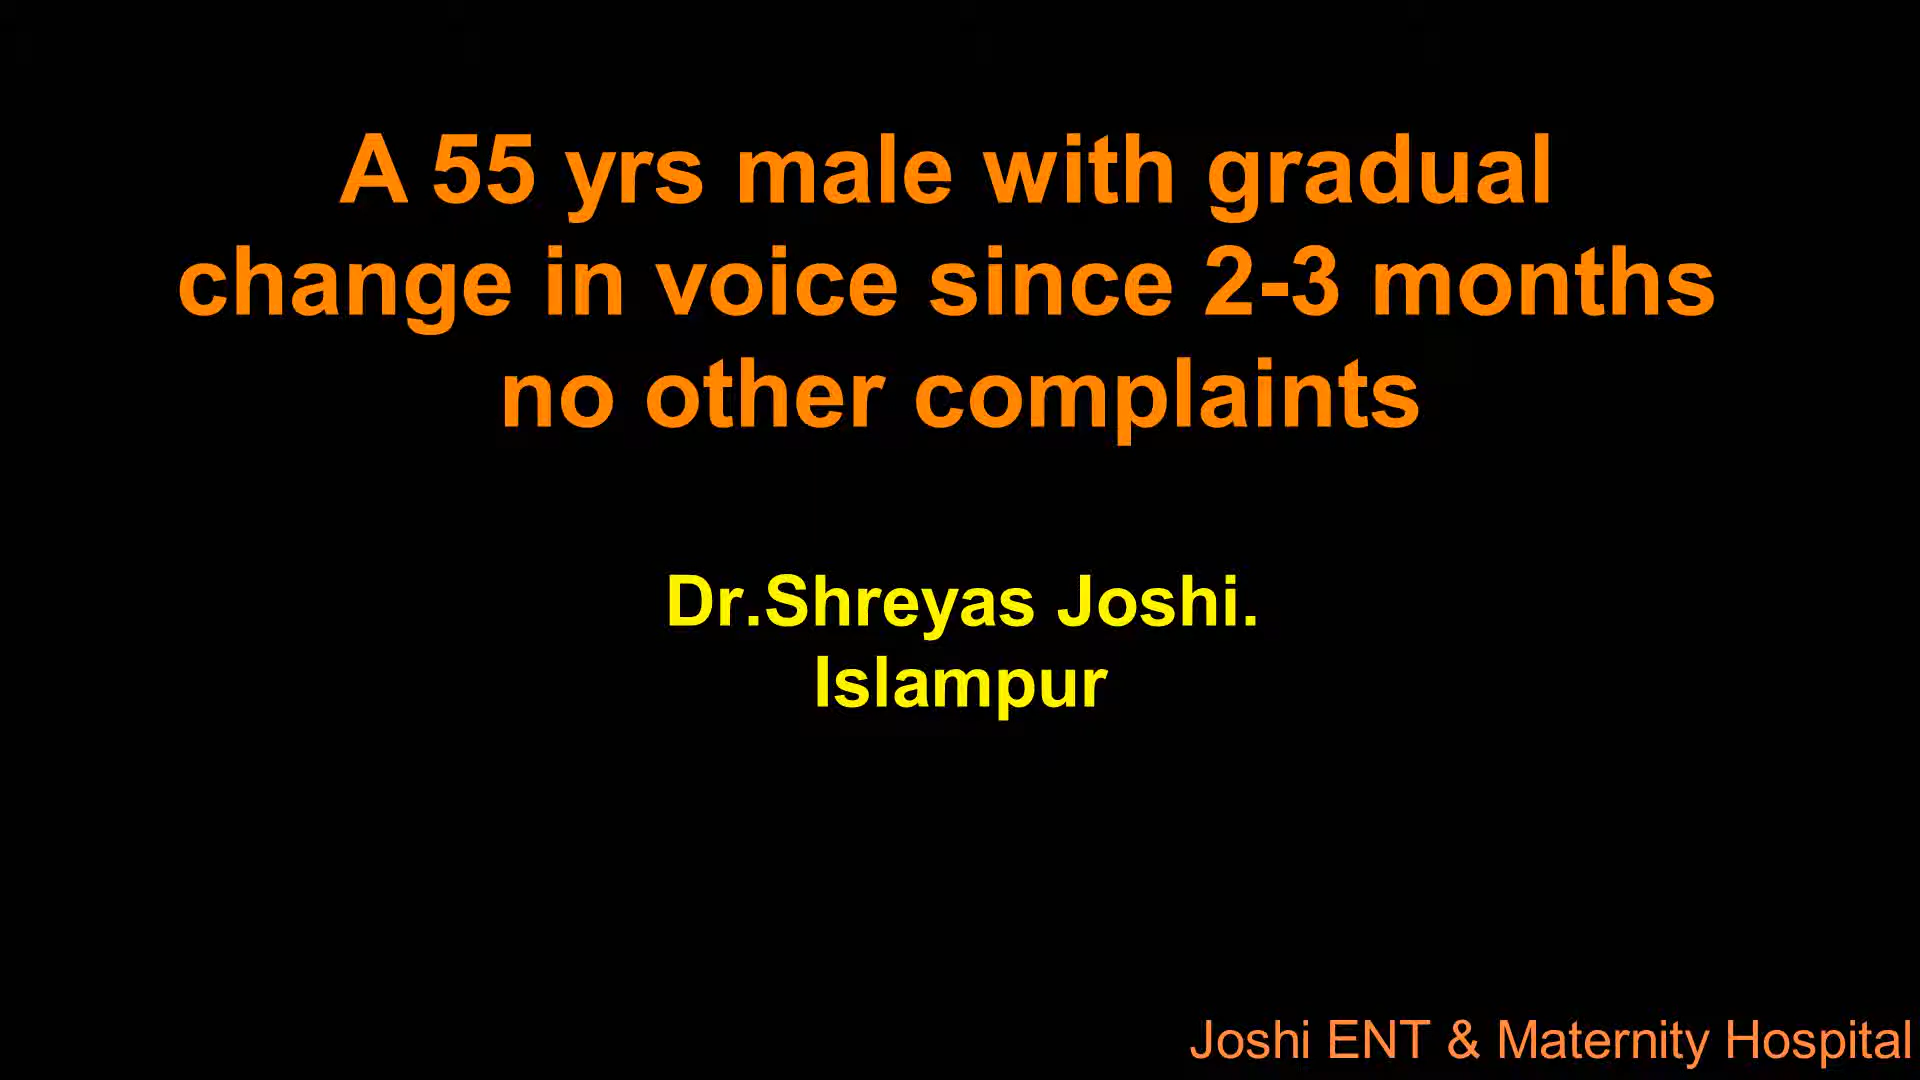 A 55 yrs male with gradual
change in voice since 2-3 months
no other complaints
Dr.Shreyas Joshi.
Islampur
Joshi ENT & Maternity Hospital